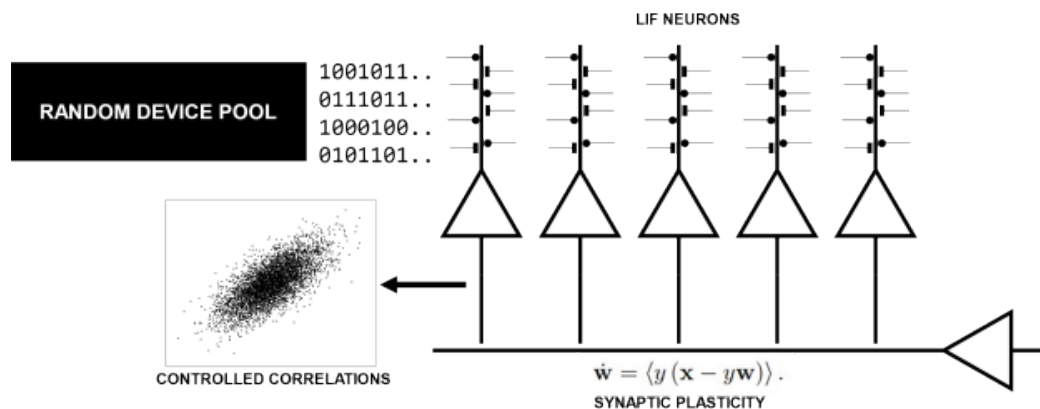 LIF NEURONS
RANDOM DEVICE POOL
1001011..
0111011..
1000100..
0101101..
CONTROLLED CORRELATIONS
ẇ = ⟨y (x − yw)⟩ .
SYNAPTIC PLASTICITY